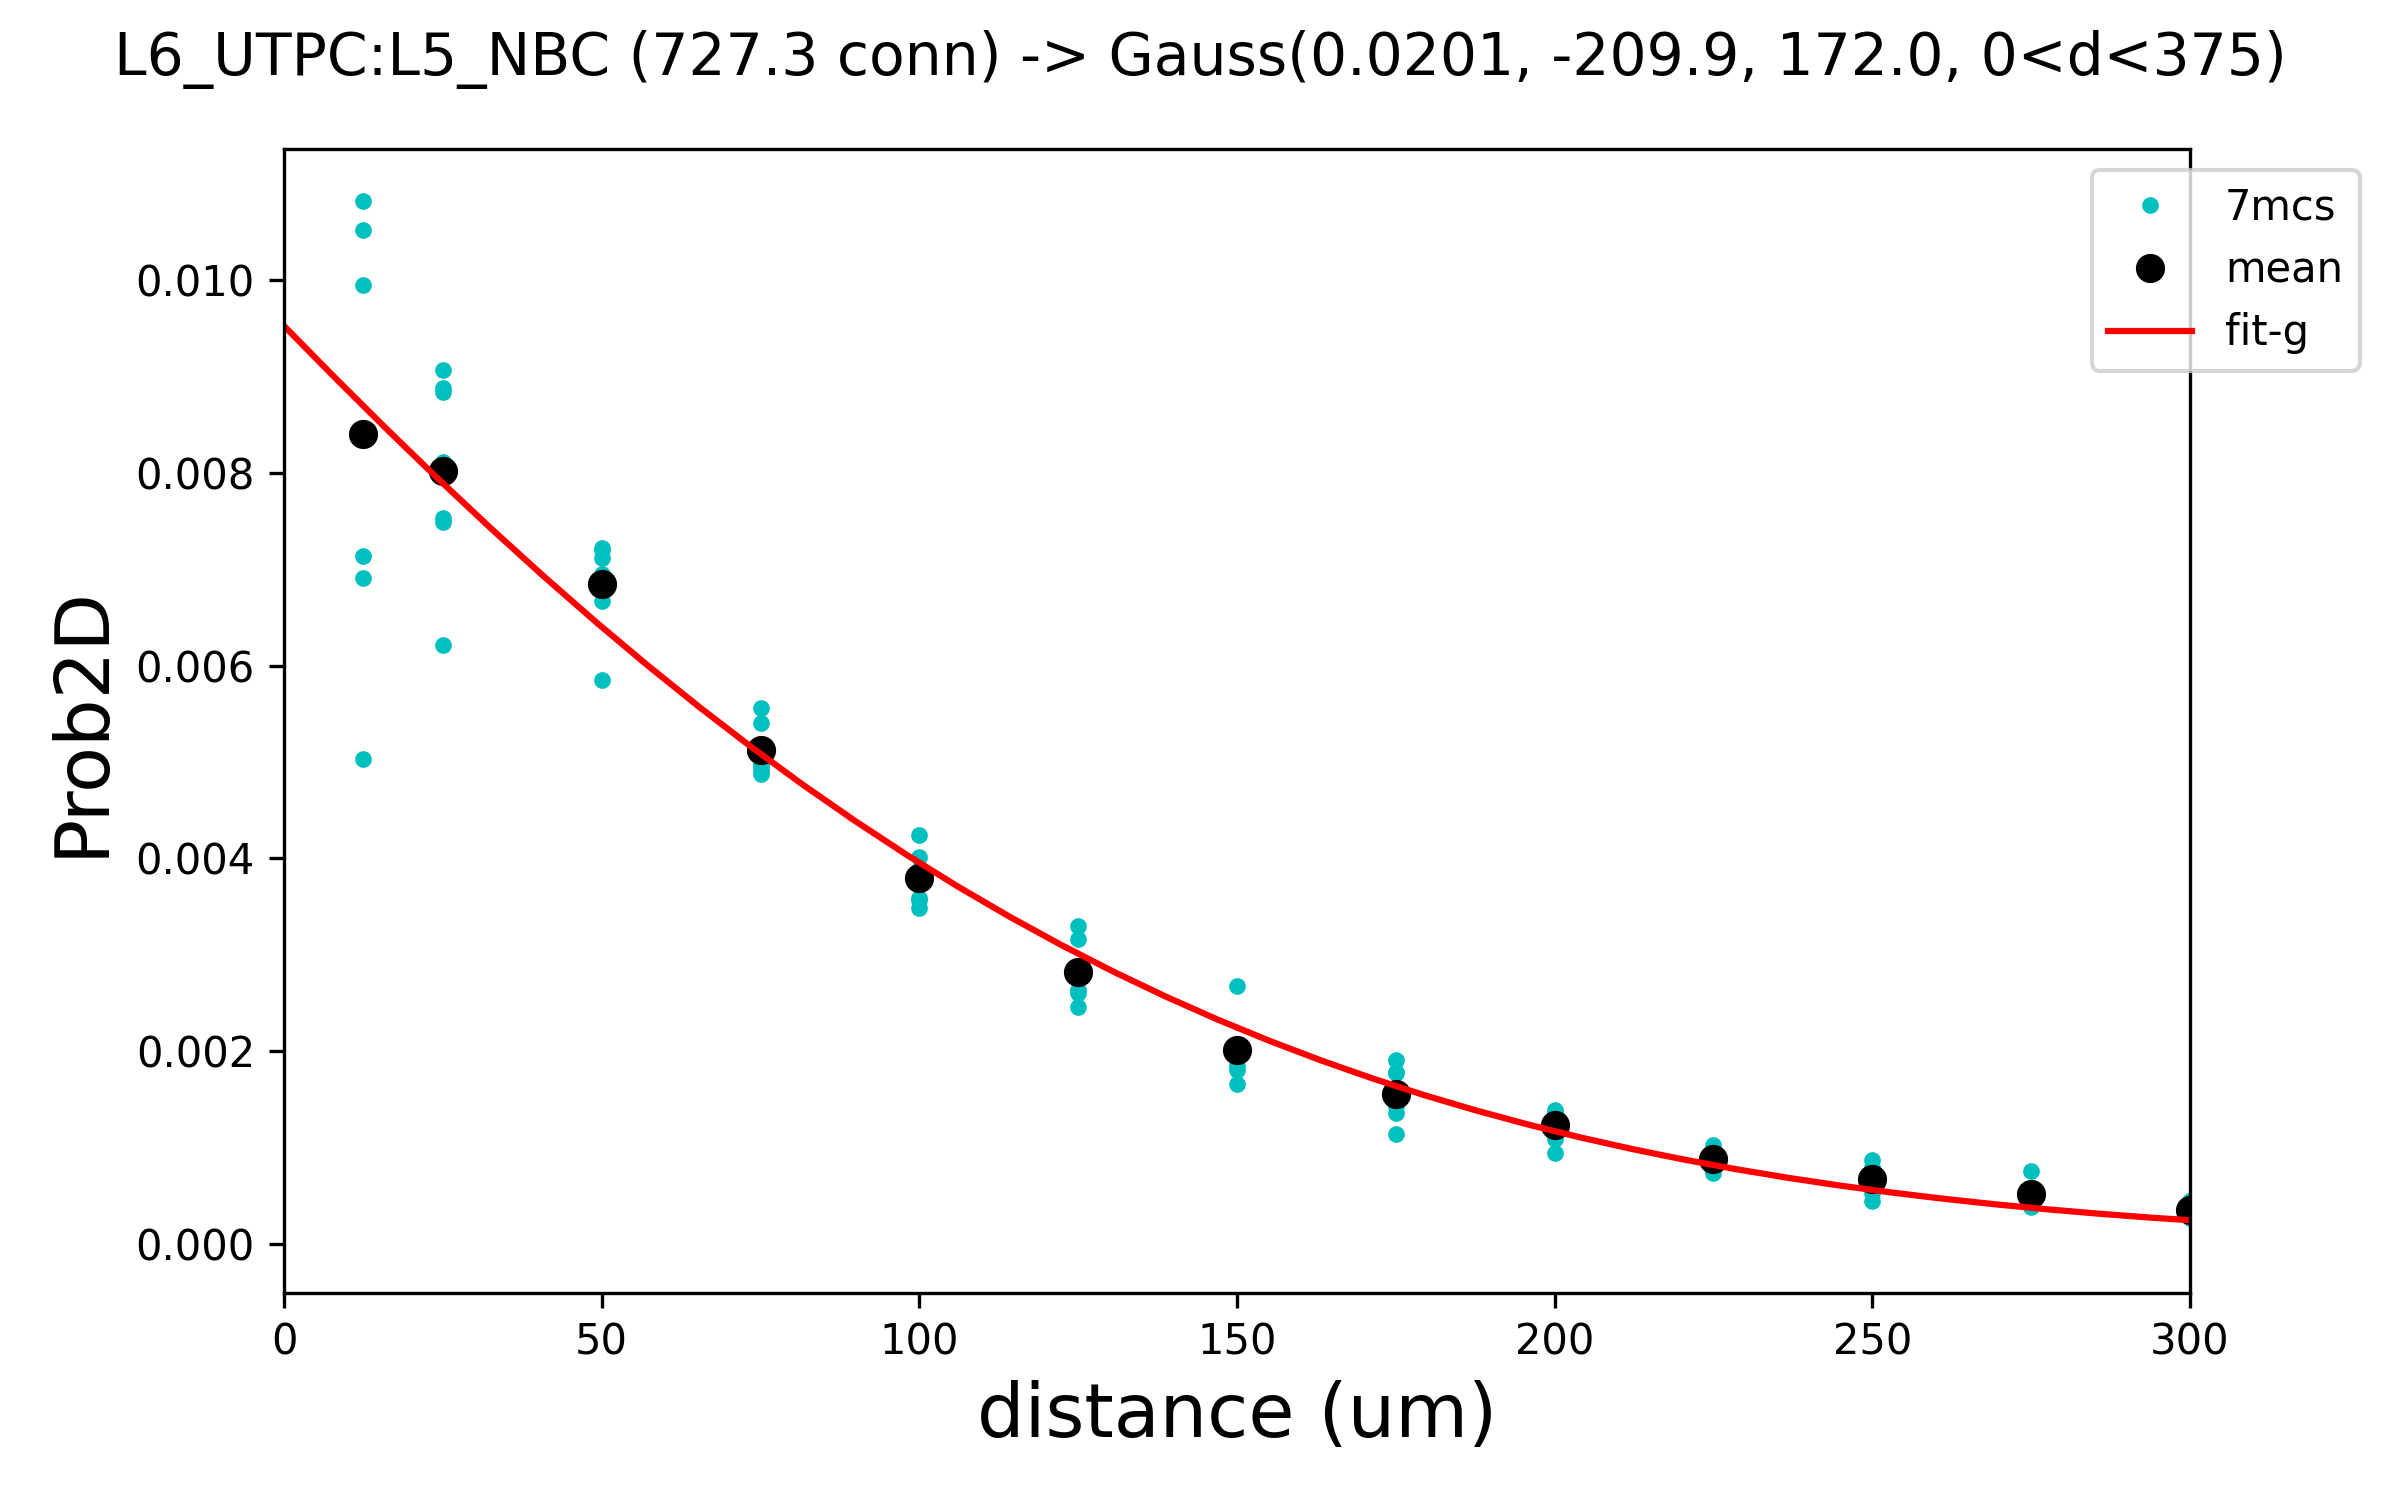 L6_UTPC:L5_NBC (727.3 conn) -> Gauss(0.0201, -209.9, 172.0, 0<d<375)
7mcs
mean
fit-g
Prob2D
0.010
0.008
0.006
0.004
0.002
0.000
0 50 100 150 200 250 300
distance (um)